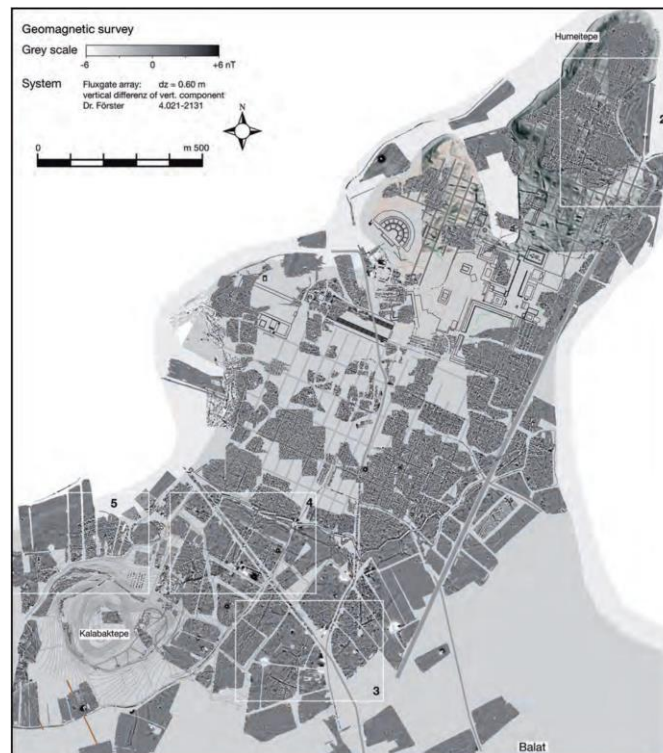 Geomagnetic survey
Grey scale
-6 0 +6 nT
System Fluxgate array: dz = 0.60 m
vertical differenz of vert. component
Dr. Förster 4.021-2131
N
0 m 500
Humeitepe
2
5
4
Kalabaktepe
3
Balat